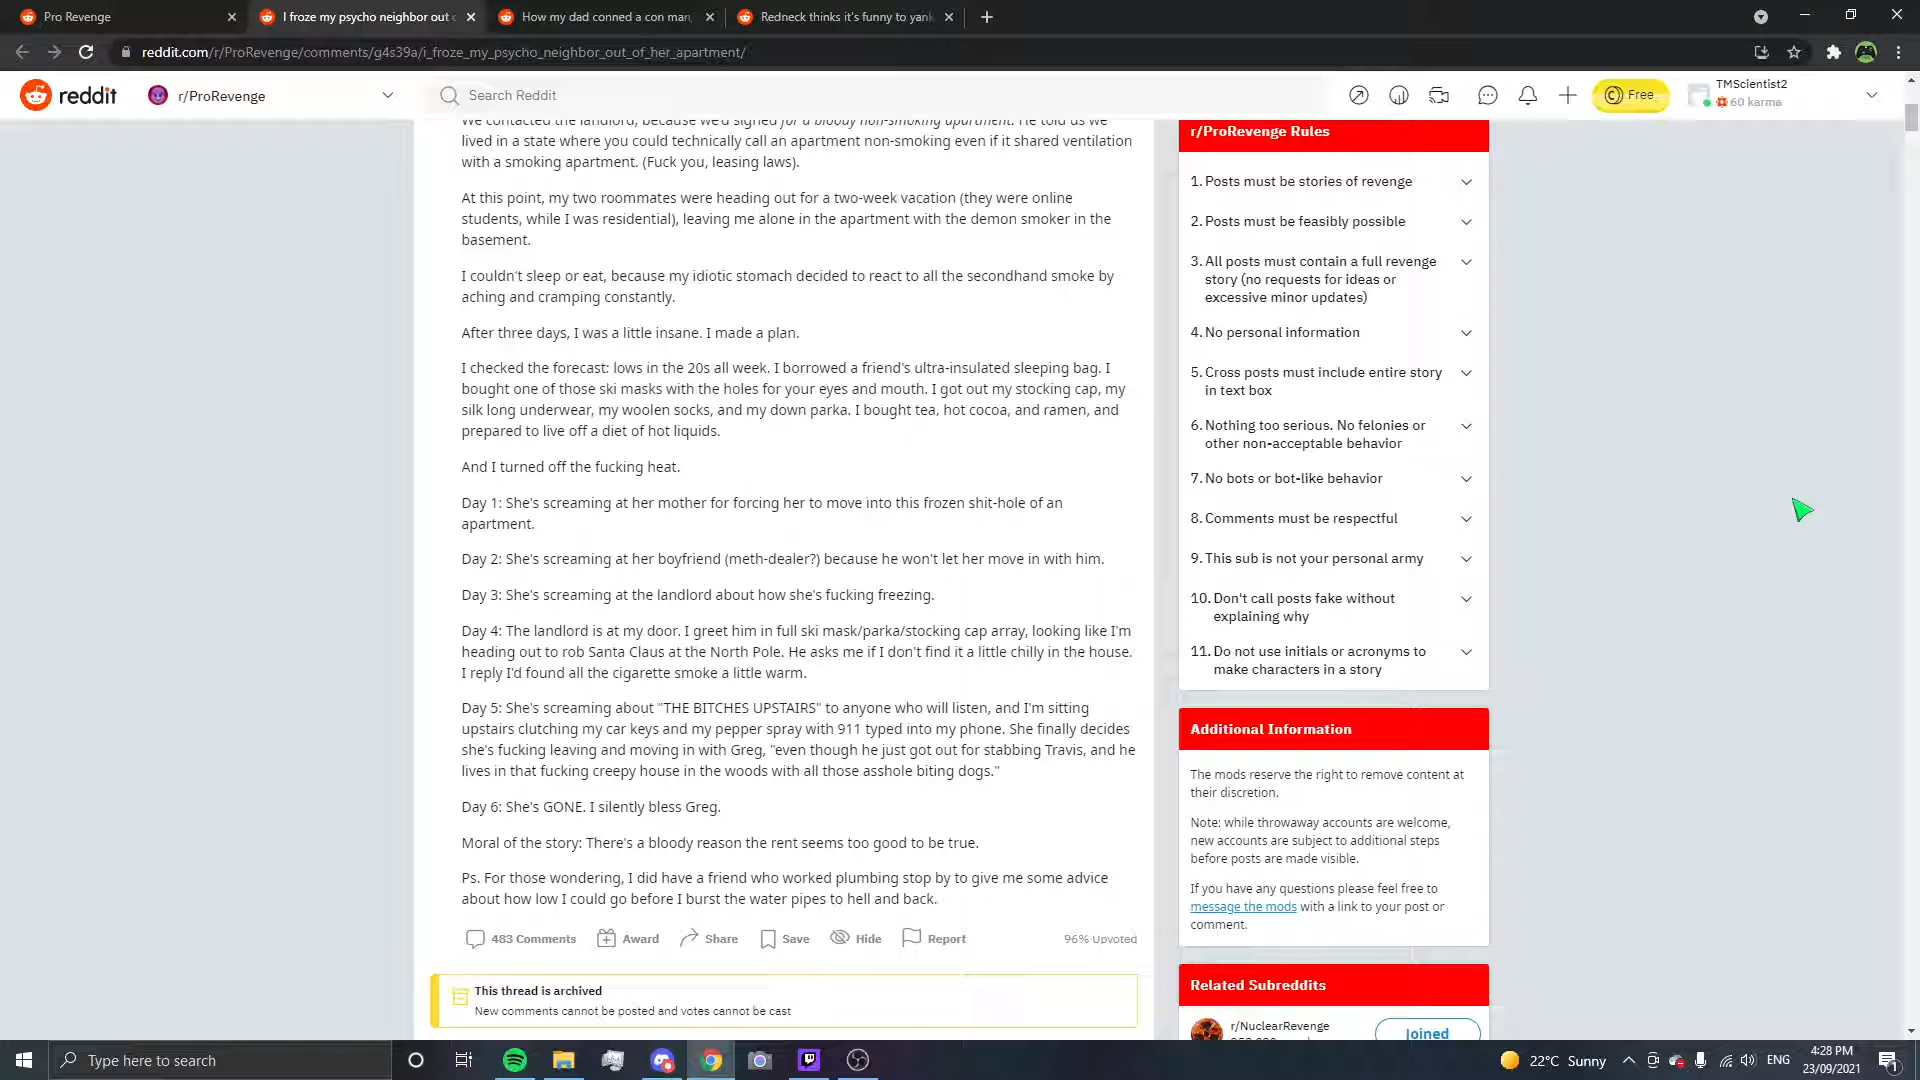 Pro Revenge
I froze my psycho neighbor out
How my dad conned a con man,
Redneck thinks it's funny to yank
reddit.com/r/ProRevenge/comments/g4s39a/i_froze_my_psycho_neighbor_out_of_her_apartment/
reddit
r/ProRevenge
Search Reddit
Free
TMScientist2
60 karma
We contacted the landlord, because we'd signed for a bloody non-smoking apartment. He told us we
lived in a state where you could technically call an apartment non-smoking even if it shared ventilation
with a smoking apartment. (Fuck you, leasing laws).
At this point, my two roommates were heading out for a two-week vacation (they were online
students, while I was residential), leaving me alone in the apartment with the demon smoker in the
basement.
I couldn't sleep or eat, because my idiotic stomach decided to react to all the secondhand smoke by
aching and cramping constantly.
After three days, I was a little insane. I made a plan.
I checked the forecast: lows in the 20s all week. I borrowed a friend's ultra-insulated sleeping bag. I
bought one of those ski masks with the holes for your eyes and mouth. I got out my stocking cap, my
silk long underwear, my woolen socks, and my down parka. I bought tea, hot cocoa, and ramen, and
prepared to live off a diet of hot liquids.
And I turned off the fucking heat.
Day 1: She's screaming at her mother for forcing her to move into this frozen shit-hole of an
apartment.
Day 2: She's screaming at her boyfriend (meth-dealer?) because he won't let her move in with him.
Day 3: She's screaming at the landlord about how she's fucking freezing.
Day 4: The landlord is at my door. I greet him in full ski mask/parka/stocking cap array, looking like I'm
heading out to rob Santa Claus at the North Pole. He asks me if I don't find it a little chilly in the house.
I reply I'd found all the cigarette smoke a little warm.
Day 5: She's screaming about "THE BITCHES UPSTAIRS" to anyone who will listen, and I'm sitting
upstairs clutching my car keys and my pepper spray with 911 typed into my phone. She finally decides
she's fucking leaving and moving in with Greg, "even though he just got out for stabbing Travis, and he
lives in that fucking creepy house in the woods with all those asshole biting dogs."
Day 6: She's GONE. I silently bless Greg.
Moral of the story: There's a bloody reason the rent seems too good to be true.
Ps. For those wondering, I did have a friend who worked plumbing stop by to give me some advice
about how low I could go before I burst the water pipes to hell and back.
483 Comments Award Share Save Hide Report 96% Upvoted
This thread is archived
New comments cannot be posted and votes cannot be cast
r/ProRevenge Rules
1. Posts must be stories of revenge
2. Posts must be feasibly possible
3. All posts must contain a full revenge
story (no requests for ideas or
excessive minor updates)
4. No personal information
5. Cross posts must include entire story
in text box
6. Nothing too serious. No felonies or
other non-acceptable behavior
7. No bots or bot-like behavior
8. Comments must be respectful
9. This sub is not your personal army
10. Don't call posts fake without
explaining why
11. Do not use initials or acronyms to
make characters in a story
Additional Information
The mods reserve the right to remove content at
their discretion.
Note: while throwaway accounts are welcome,
new accounts are subject to additional steps
before posts are made visible.
If you have any questions please feel free to
message the mods with a link to your post or
comment.
Related Subreddits
r/NuclearRevenge
Joined
Type here to search
22°C Sunny
ENG
4:28 PM
23/09/2021